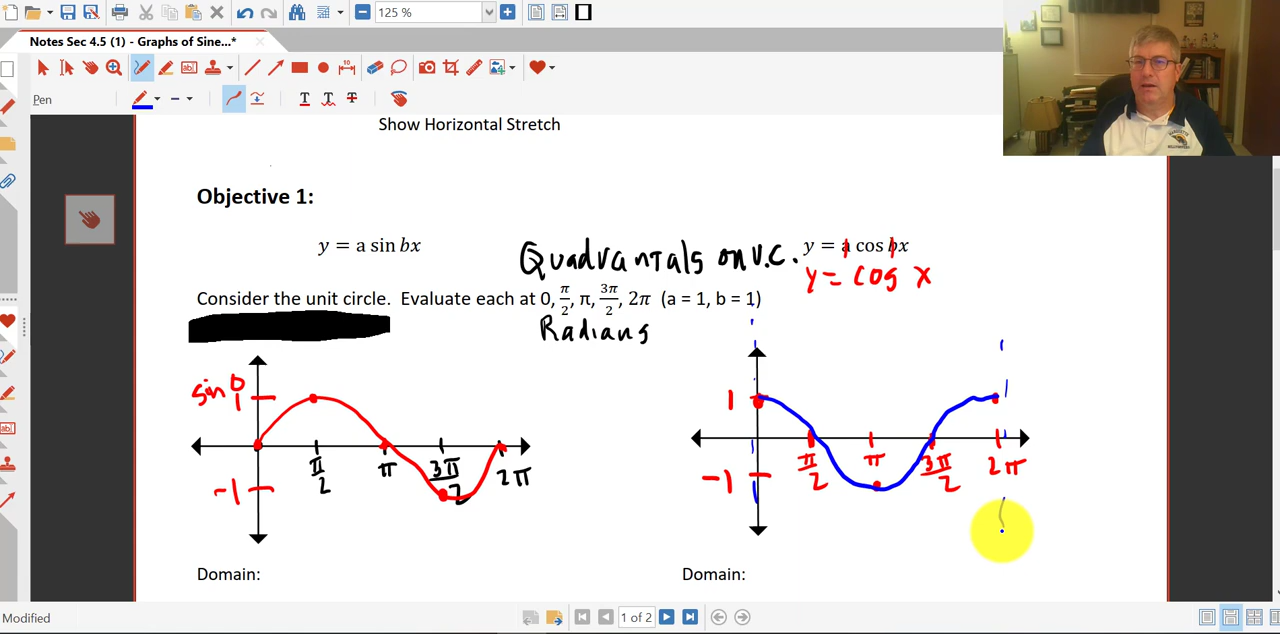 125 %
Notes Sec 4.5 (1) - Graphs of Sine...*
Pen
Show Horizontal Stretch
Objective 1:
y = a sin bx
Quadrantals on U.C.
y = a cos bx
1 1
y = cos x
Consider the unit circle. Evaluate each at 0, π/2, π, 3π/2, 2π (a = 1, b = 1)
Radians
sin θ
1
-1
π/2 π 3π/2 2π
1
-1
π/2 π 3π/2 2π
Domain:
Domain:
Modified
1 of 2